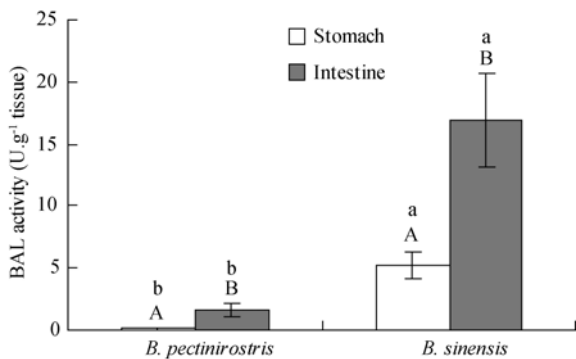 BAL activity (U.g⁻¹ tissue)
25
20
15
10
5
0
Stomach
Intestine
b
A
b
B
a
A
a
B
B. pectinirostris
B. sinensis